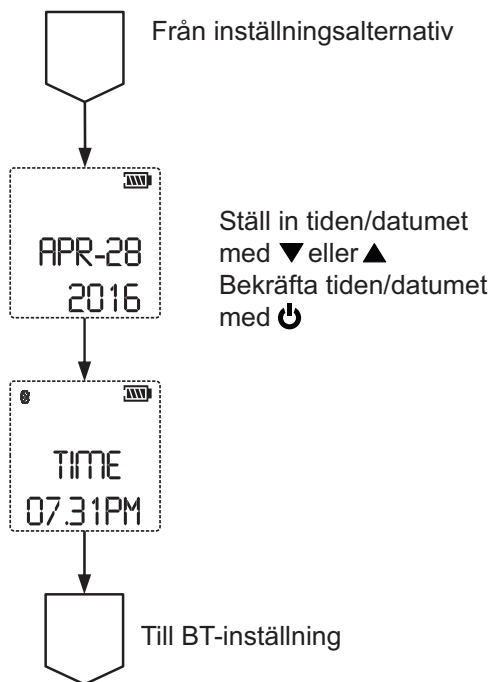 Från inställningsalternativ
APR-28
2016
Ställ in tiden/datumet
med ▼ eller ▲
Bekräfta tiden/datumet
med ⏻
TIME
07.31PM
Till BT-inställning